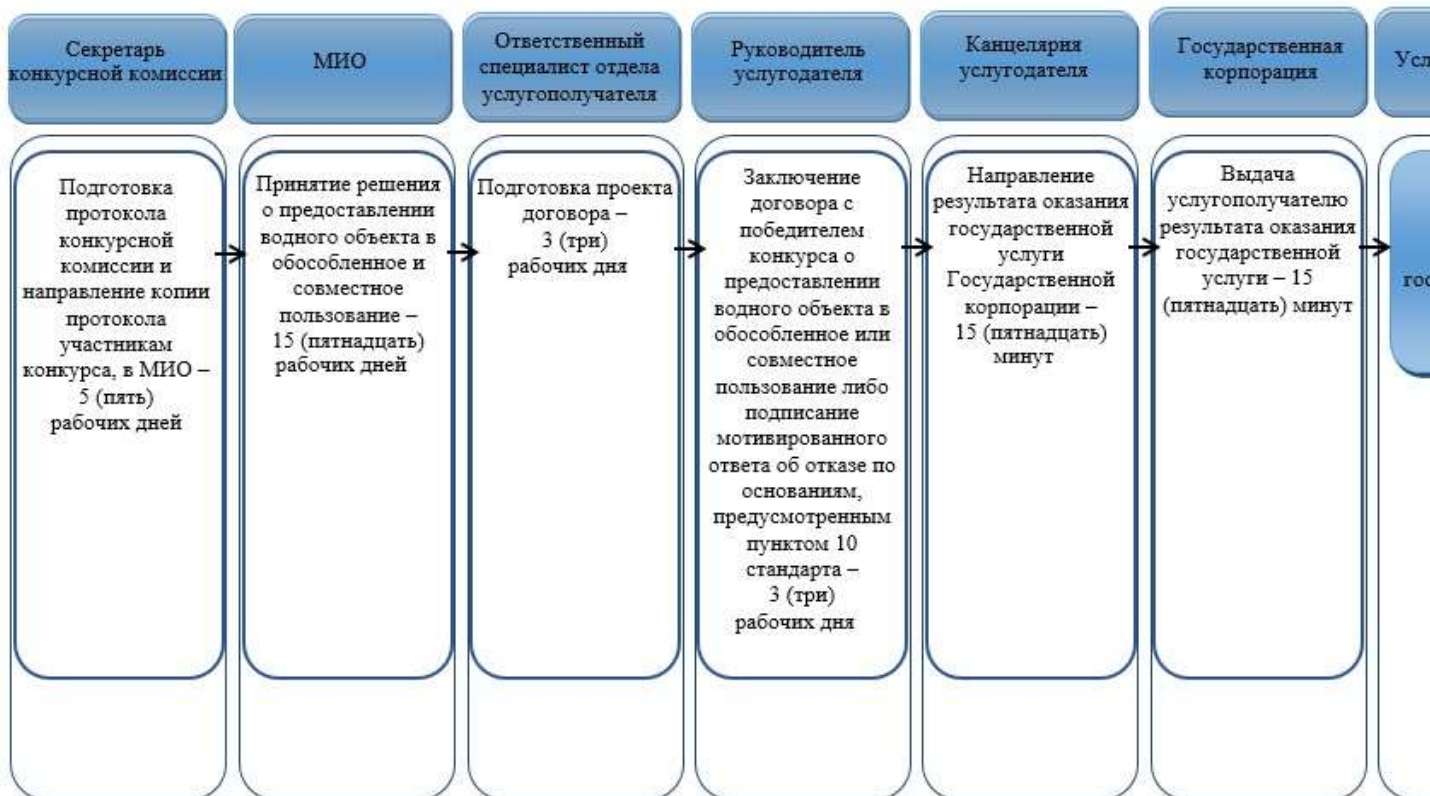 Секретарь
конкурсной комиссии
МИО
Ответственный
специалист отдела
услугополучателя
Руководитель
услугодателя
Канцелярия
услугодателя
Государственная
корпорация
Подготовка
протокола
конкурсной
комиссии и
направление копии
протокола
участникам
конкурса, в МИО –
5 (пять)
рабочих дней
Принятие решения
о предоставлении
водного объекта в
обособленное и
совместное
пользование –
15 (пятнадцать)
рабочих дней
Подготовка проекта
договора –
3 (три)
рабочих дня
Заключение
договора с
победителем
конкурса о
предоставлении
водного объекта в
обособленное или
совместное
пользование либо
подписание
мотивированного
ответа об отказе по
основаниям,
предусмотренным
пунктом 10
стандарта –
3 (три)
рабочих дня
Направление
результата оказания
государственной
услуги
Государственной
корпорации –
15 (пятнадцать)
минут
Выдача
услугополучателю
результата оказания
государственной
услуги – 15
(пятнадцать) минут